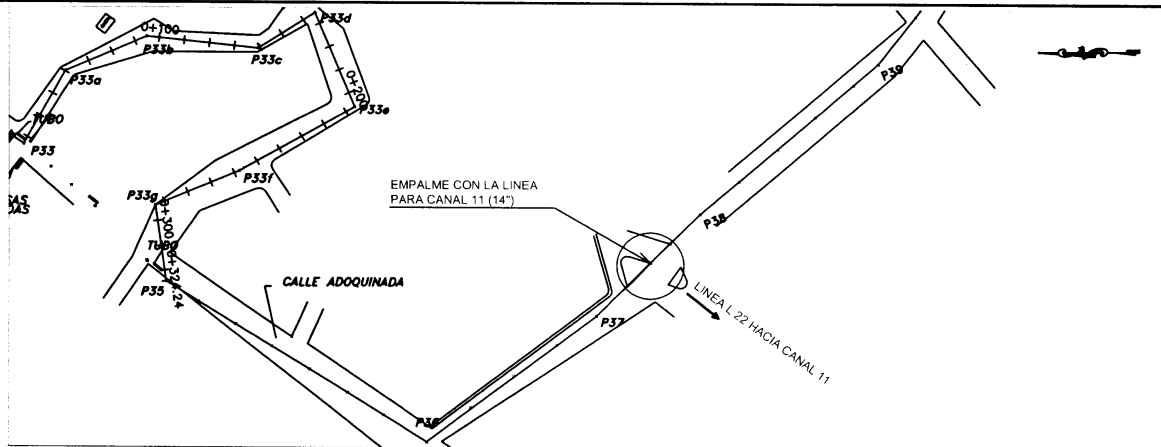 0+100
P33b
P33c
P33d
P33a
TUBO
P33
0+200
P33e
P33f
P33g
0+300
TUBO
0+324.24
P35
CALLE ADOQUINADA
EMPALME CON LA LINEA
PARA CANAL 11 (14")
P39
P38
P37
LINEA L 22 HACIA CANAL 11
P36